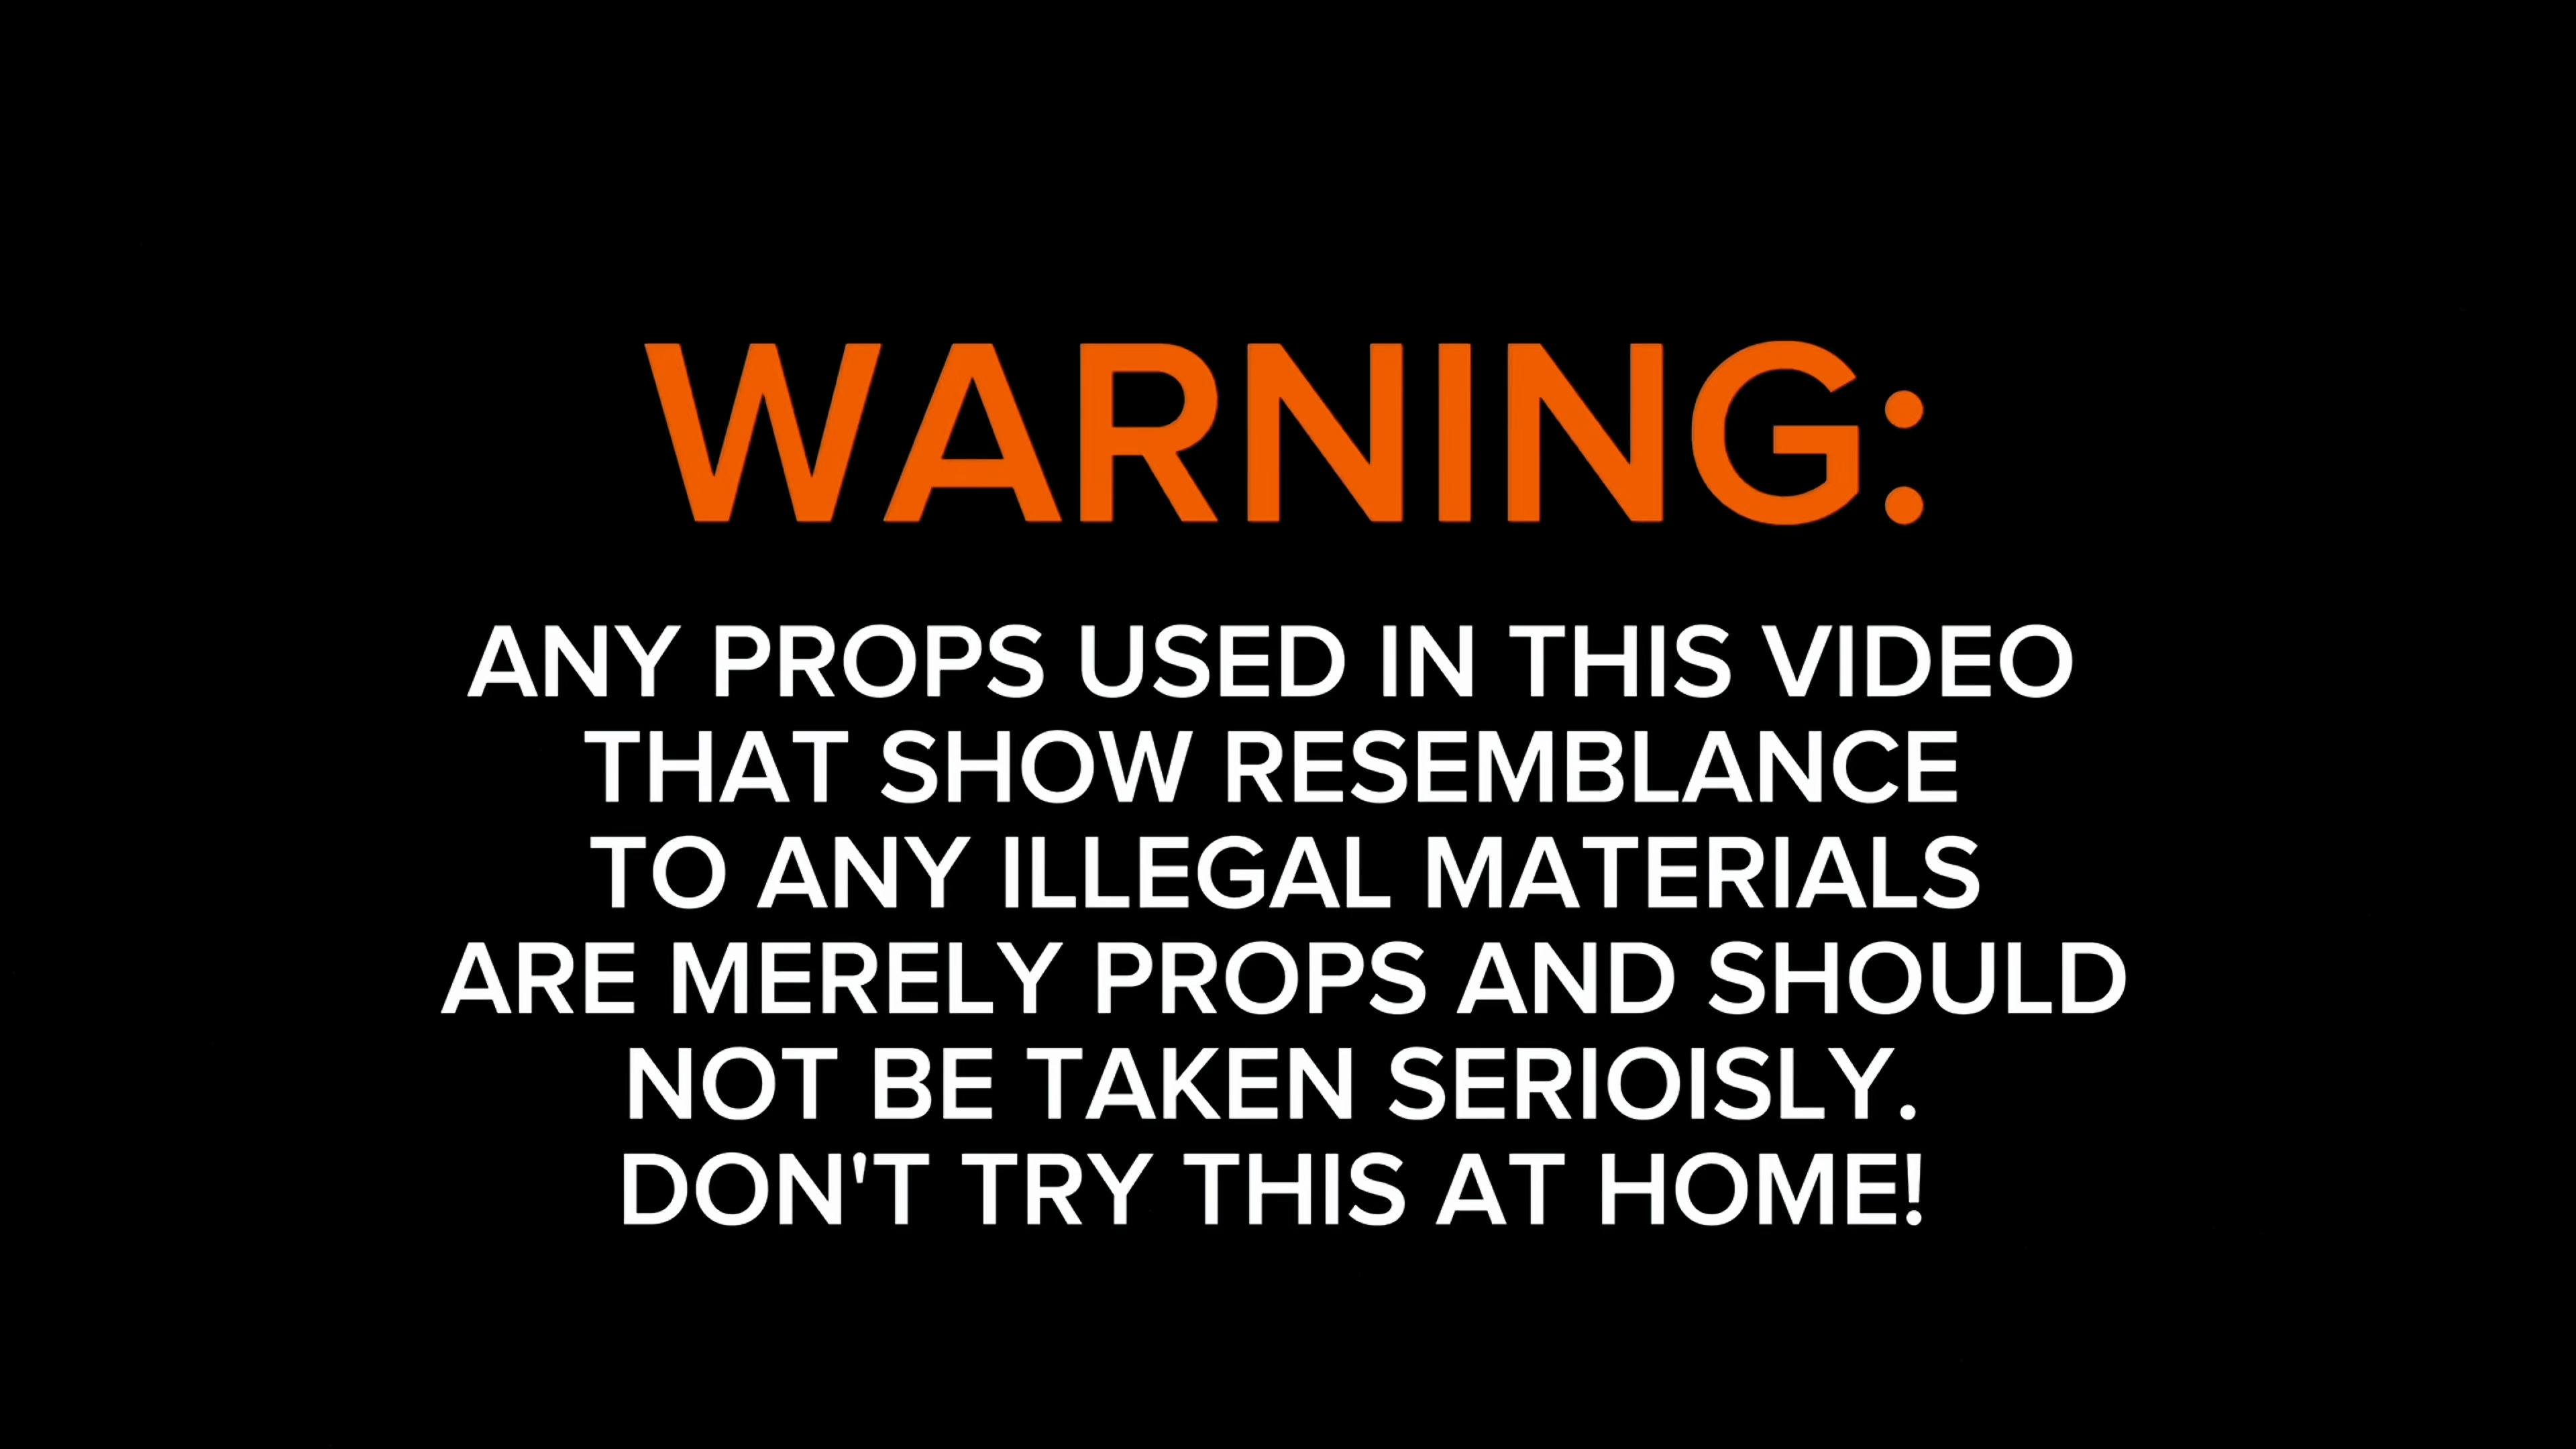 WARNING:
ANY PROPS USED IN THIS VIDEO
THAT SHOW RESEMBLANCE
TO ANY ILLEGAL MATERIALS
ARE MERELY PROPS AND SHOULD
NOT BE TAKEN SERIOISLY.
DON'T TRY THIS AT HOME!